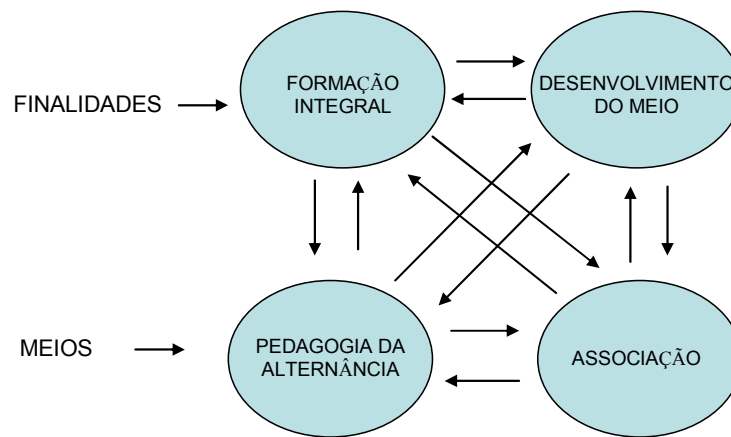 FINALIDADES
FORMAÇÃO
INTEGRAL
DESENVOLVIMENTO
DO MEIO
MEIOS
PEDAGOGIA DA
ALTERNÂNCIA
ASSOCIAÇÃO